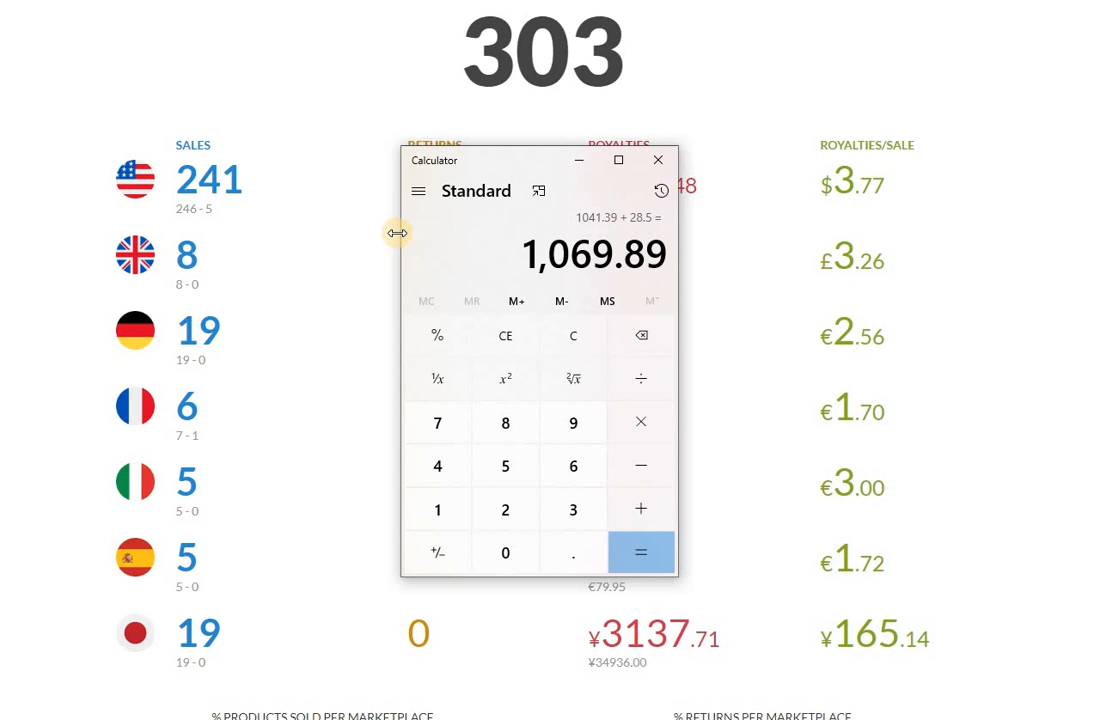 303
SALES
ROYALTIES/SALE
241
246 - 5
$3.77
8
8 - 0
£3.26
19
19 - 0
€2.56
6
7 - 1
€1.70
5
5 - 0
€3.00
5
5 - 0
€1.72
€79.95
19
19 - 0
0
¥3137.71
¥34936.00
¥165.14
Calculator
Standard
48
1041.39 + 28.5 =
1,069.89
MC MR M+ M- MS M˅
% CE C
¹/x x² ²√x ÷
7 8 9 ×
4 5 6 −
1 2 3 +
+/− 0 . =
% PRODUCTS SOLD PER MARKETPLACE
% RETURNS PER MARKETPLACE